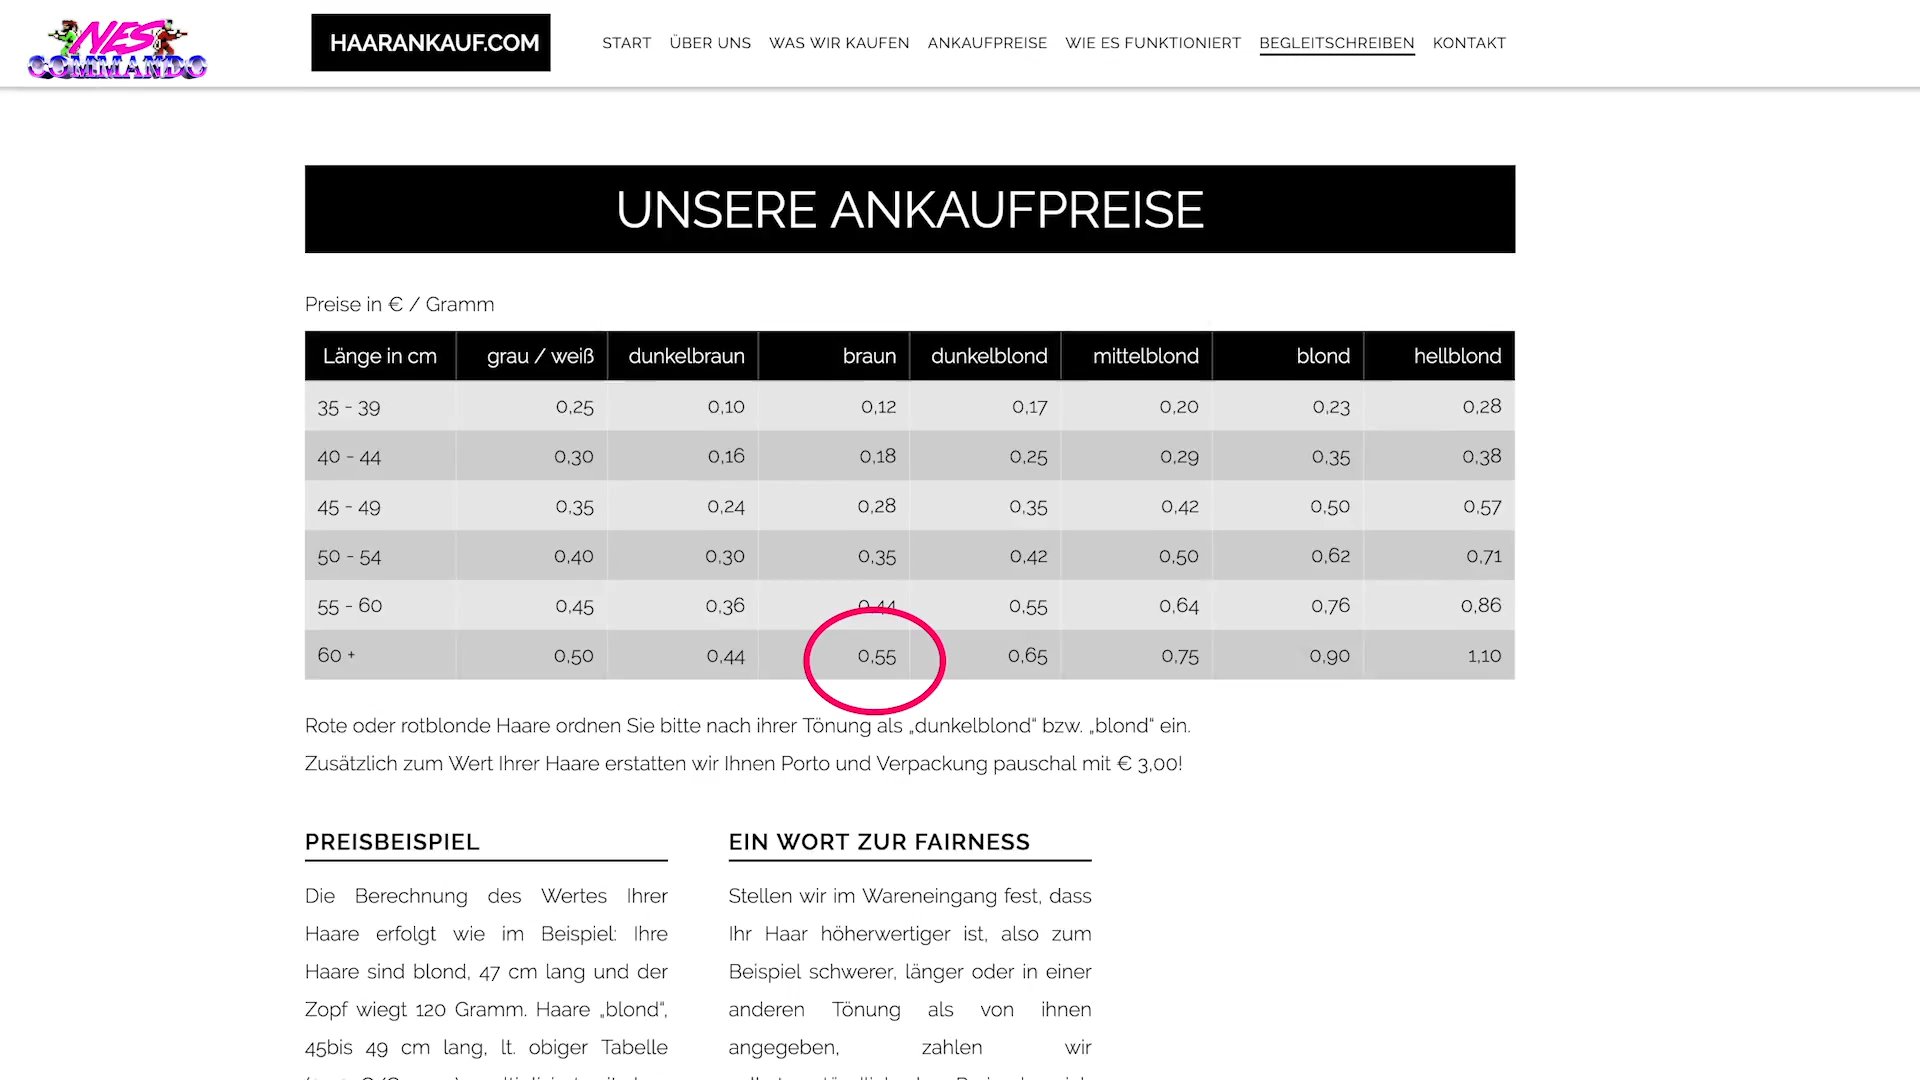 NES
COMMANDO
HAARANKAUF.COM
START ÜBER UNS WAS WIR KAUFEN ANKAUFPREISE WIE ES FUNKTIONIERT BEGLEITSCHREIBEN KONTAKT
UNSERE ANKAUFPREISE
Preise in € / Gramm
Länge in cm grau / weiß dunkelbraun braun dunkelblond mittelblond blond hellblond
35 - 39 0,25 0,10 0,12 0,17 0,20 0,23 0,28
40 - 44 0,30 0,16 0,18 0,25 0,29 0,35 0,38
45 - 49 0,35 0,24 0,28 0,35 0,42 0,50 0,57
50 - 54 0,40 0,30 0,35 0,42 0,50 0,62 0,71
55 - 60 0,45 0,36 0,44 0,55 0,64 0,76 0,86
60 + 0,50 0,44 0,55 0,65 0,75 0,90 1,10
Rote oder rotblonde Haare ordnen Sie bitte nach ihrer Tönung als „dunkelblond“ bzw. „blond“ ein.
Zusätzlich zum Wert Ihrer Haare erstatten wir Ihnen Porto und Verpackung pauschal mit € 3,00!
PREISBEISPIEL
Die Berechnung des Wertes Ihrer
Haare erfolgt wie im Beispiel: Ihre
Haare sind blond, 47 cm lang und der
Zopf wiegt 120 Gramm. Haare „blond“,
45bis 49 cm lang, lt. obiger Tabelle
EIN WORT ZUR FAIRNESS
Stellen wir im Wareneingang fest, dass
Ihr Haar höherwertiger ist, also zum
Beispiel schwerer, länger oder in einer
anderen Tönung als von ihnen
angegeben, zahlen wir